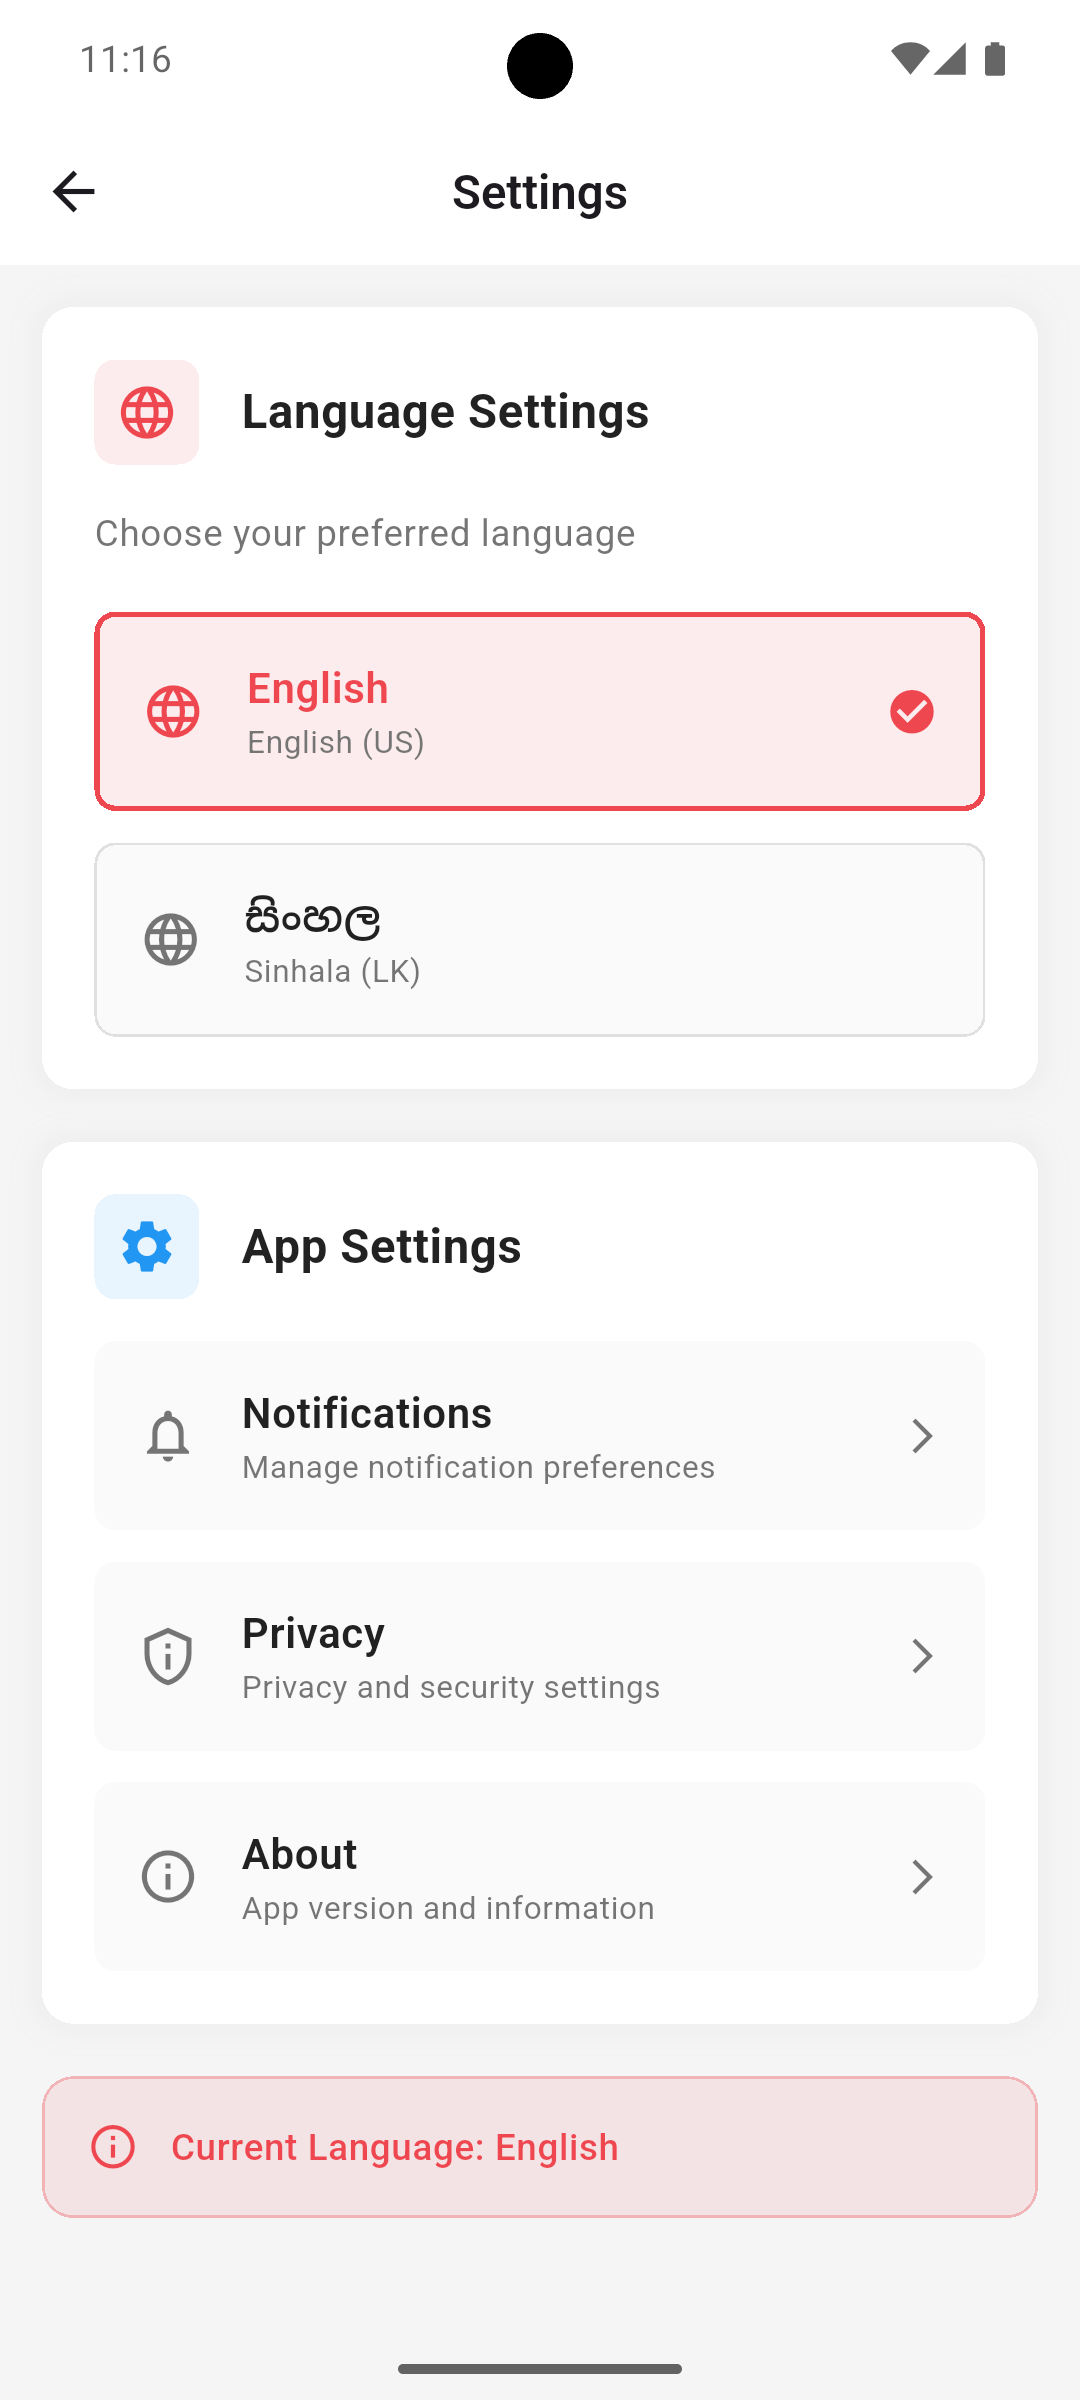 11:16
Settings
Language Settings
Choose your preferred language
English
English (US)
සිංහල
Sinhala (LK)
App Settings
Notifications
Manage notification preferences
Privacy
Privacy and security settings
About
App version and information
Current Language: English